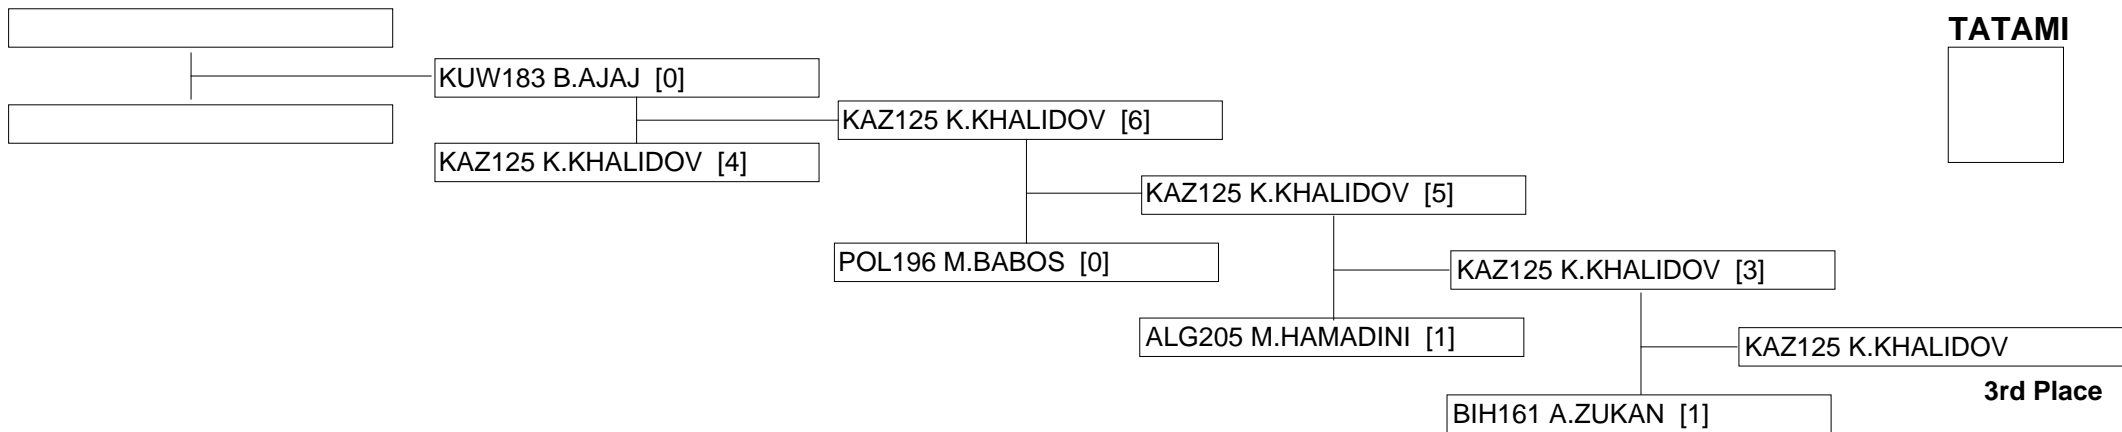 TATAMI
KUW183 B.AJAJ [0]
KAZ125 K.KHALIDOV [6]
KAZ125 K.KHALIDOV [4]
KAZ125 K.KHALIDOV [5]
POL196 M.BABOS [0]
KAZ125 K.KHALIDOV [3]
ALG205 M.HAMADINI [1]
KAZ125 K.KHALIDOV
3rd Place
BIH161 A.ZUKAN [1]